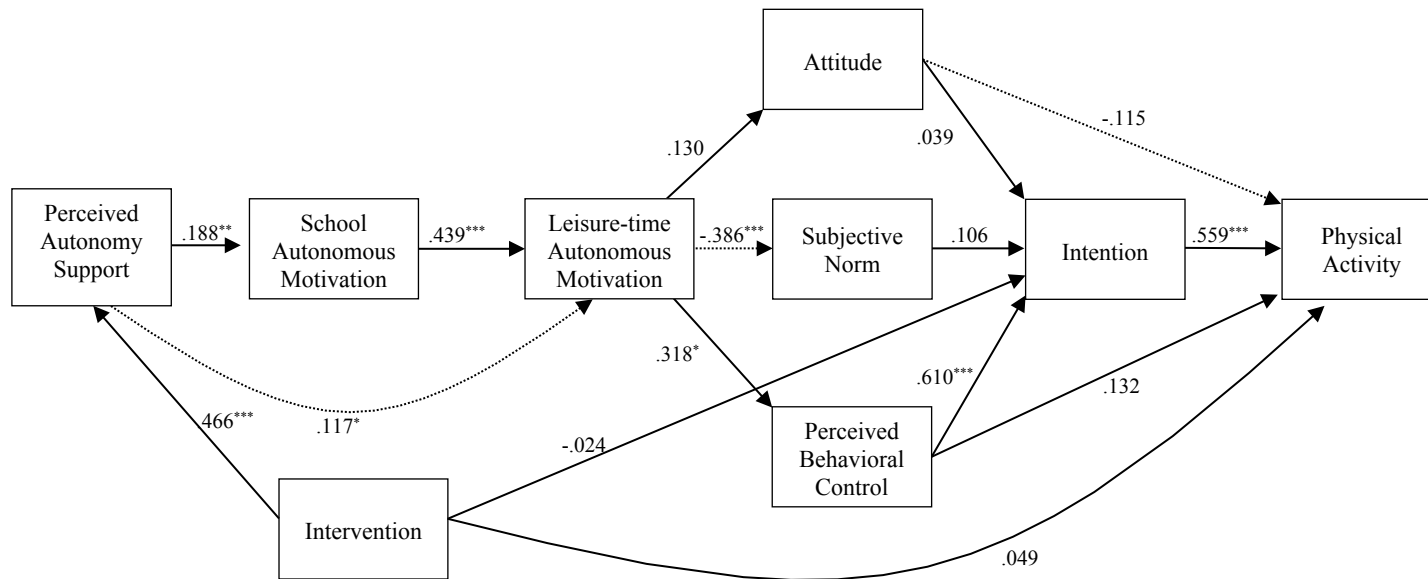 Attitude
-.115
.039
.130
Perceived
Autonomy
Support
.188**
School
Autonomous
Motivation
.439***
Leisure-time
Autonomous
Motivation
-.386***
Subjective
Norm
.106
Intention
.559***
Physical
Activity
.318*
.610***
.132
.466***
.117*
-.024
Perceived
Behavioral
Control
Intervention
.049